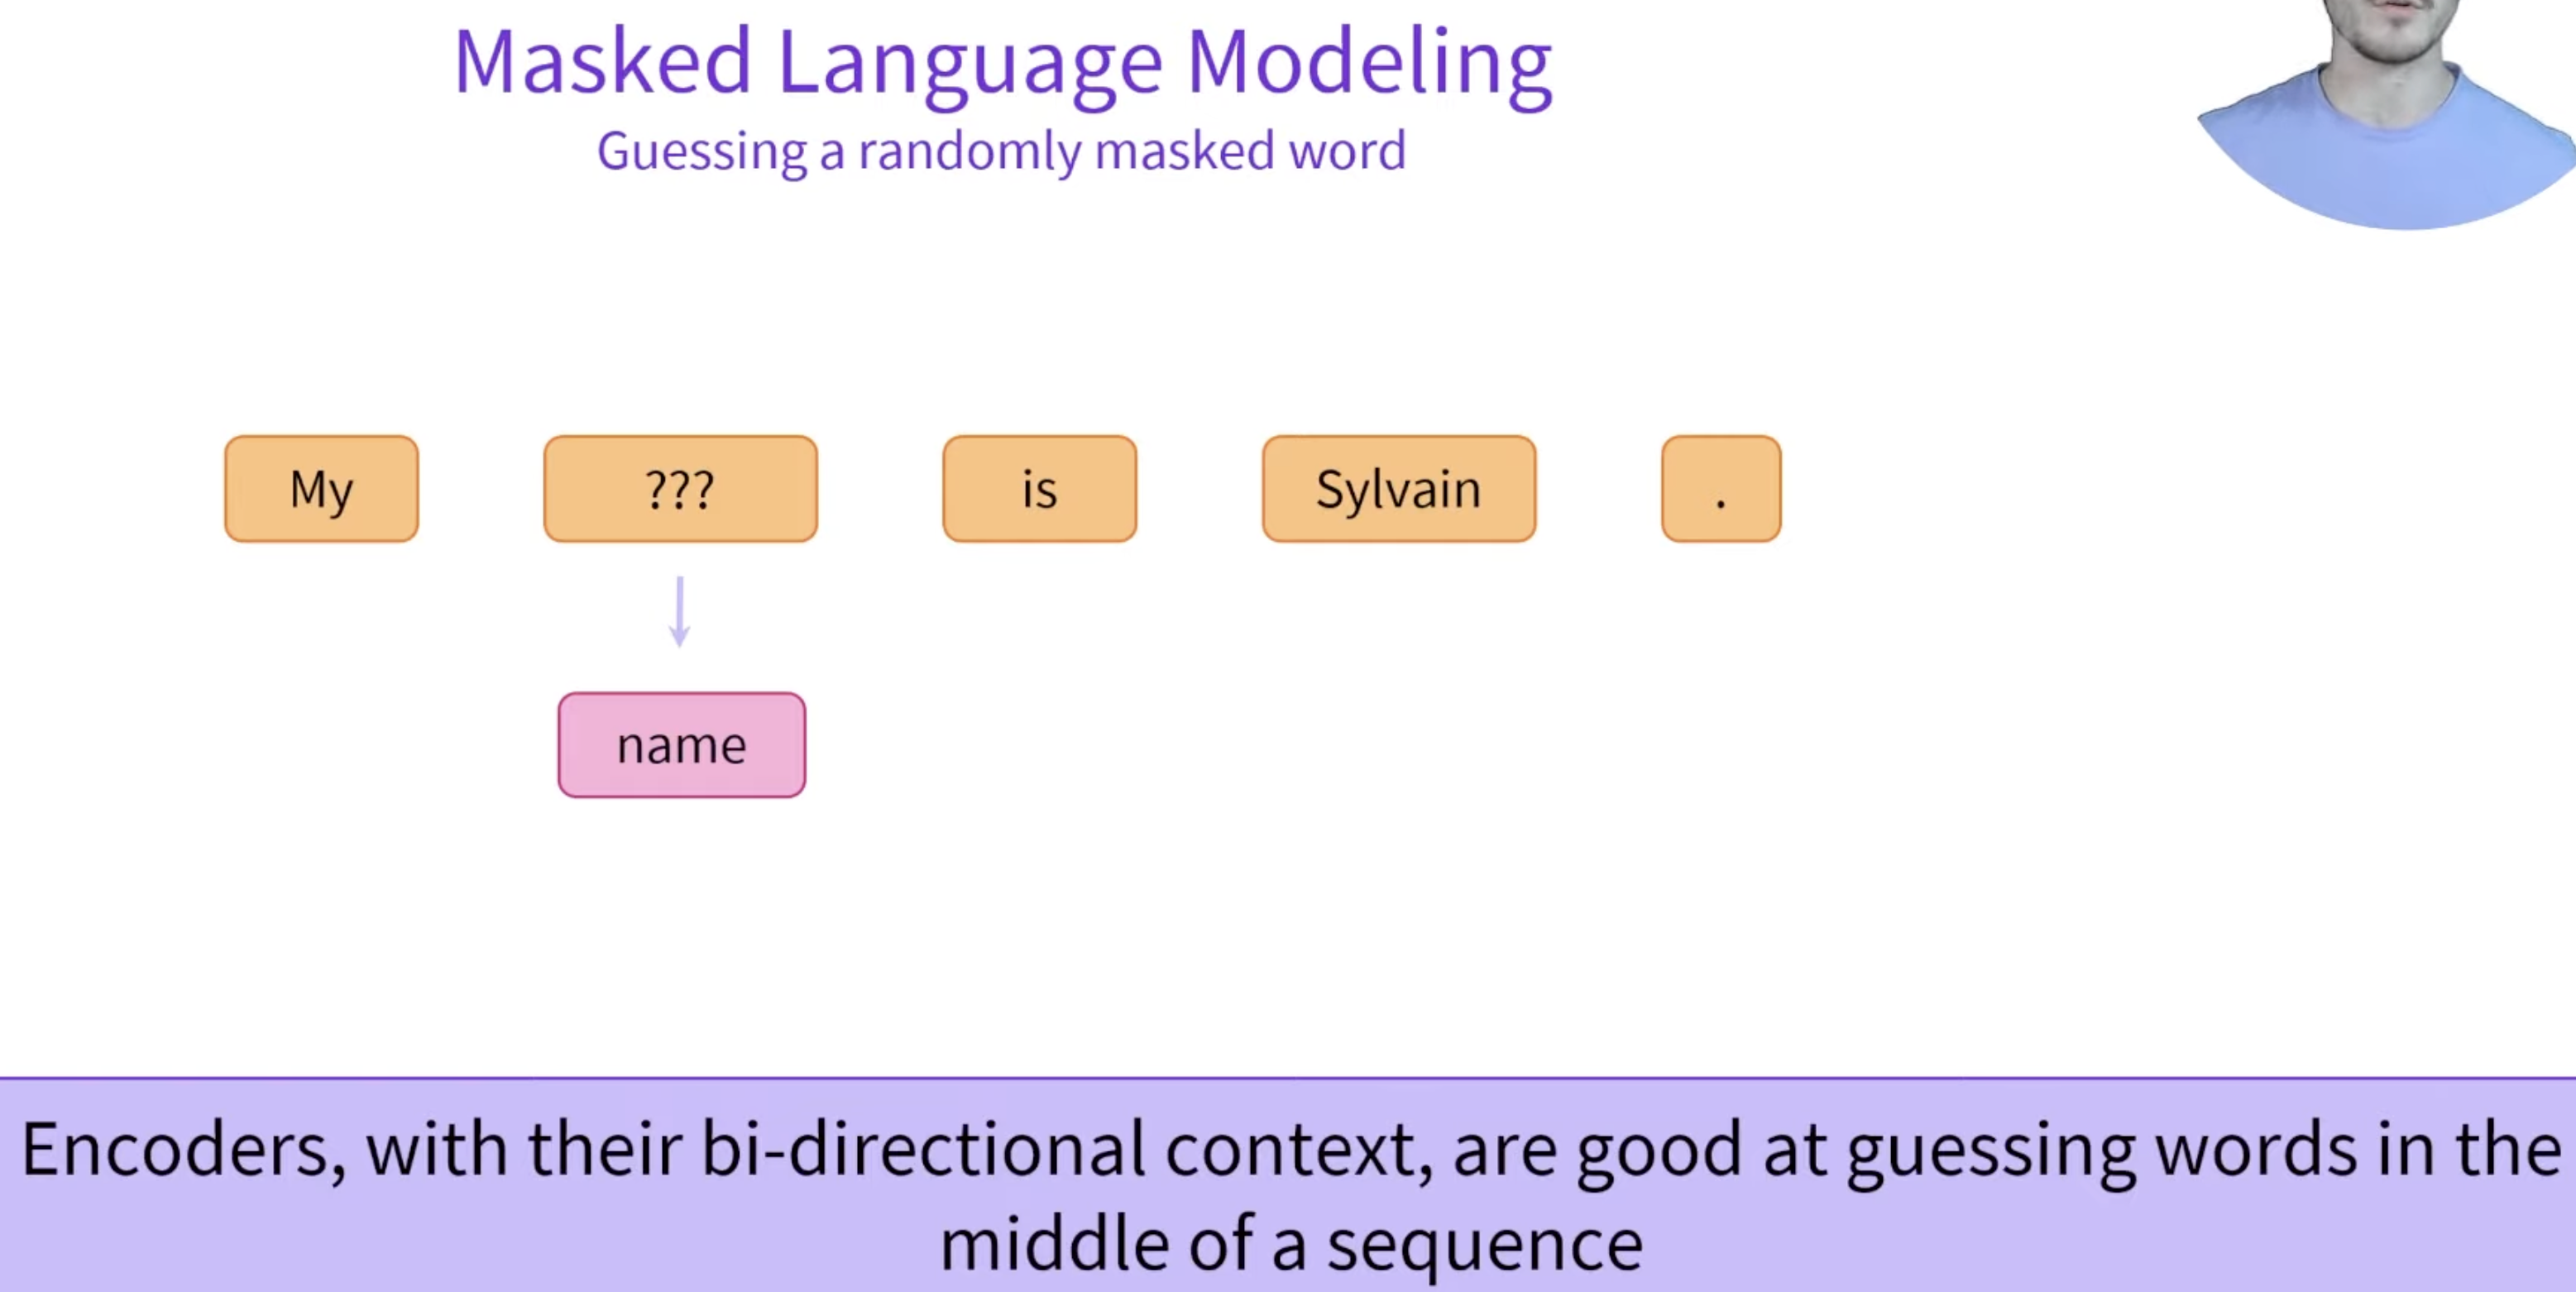 Masked Language Modeling
Guessing a randomly masked word
My ??? is Sylvain .
name
Encoders, with their bi-directional context, are good at guessing words in the
middle of a sequence